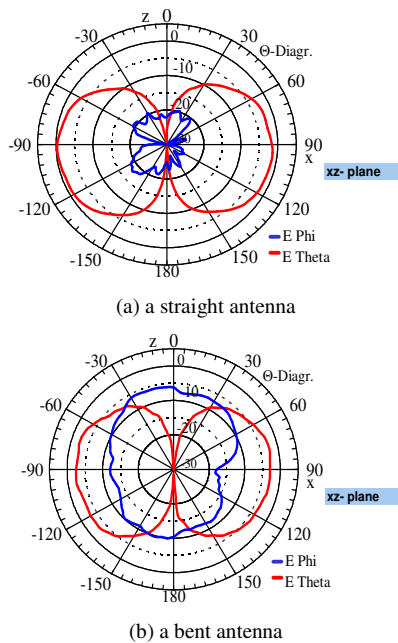 z
-30 0 30
Θ-Diagr.
-60 -10 60
-20
-90 90
x
xz- plane
-120 120
-150 150
180
E Phi
E Theta
(a) a straight antenna
z
-30 0 30
Θ-Diagr.
-60 -10 60
-20
-90 -30 90
x
xz- plane
-120 120
-150 150
180
E Phi
E Theta
(b) a bent antenna